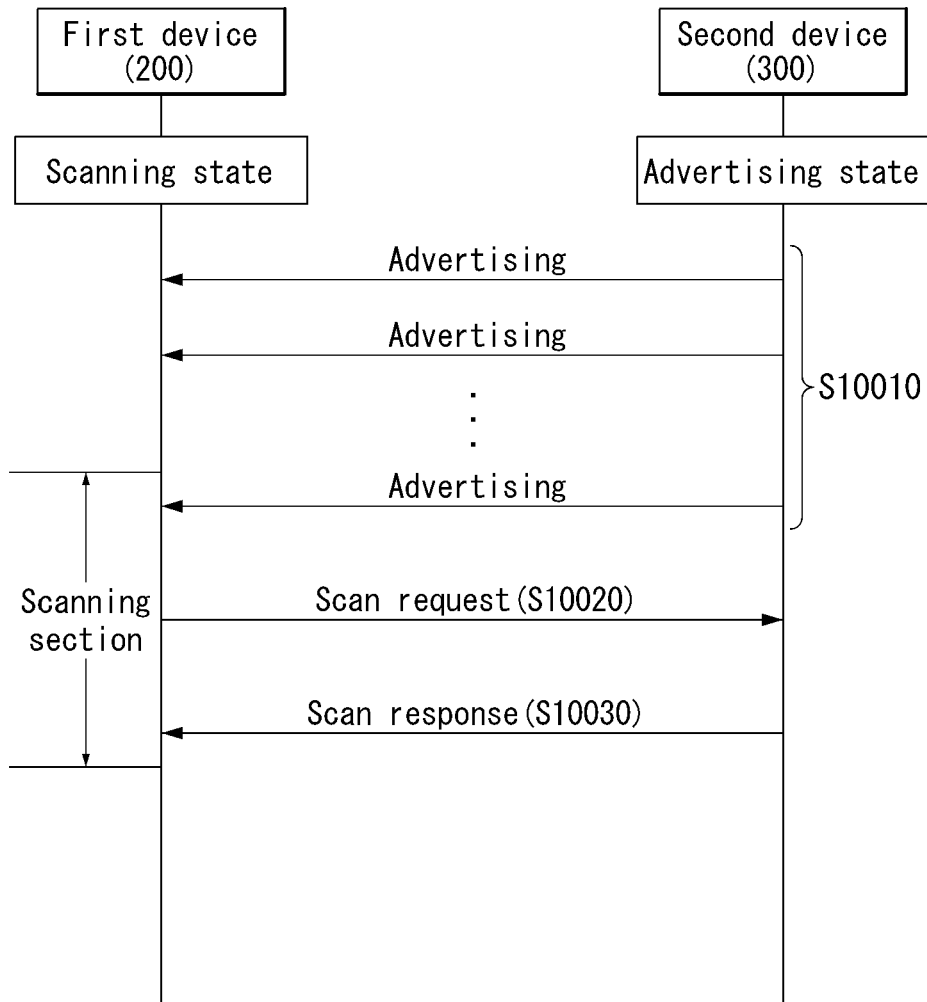 First device
(200)
Second device
(300)
Scanning state
Advertising state
Advertising
Advertising
S10010
Advertising
Scanning
section
Scan request(S10020)
Scan response(S10030)